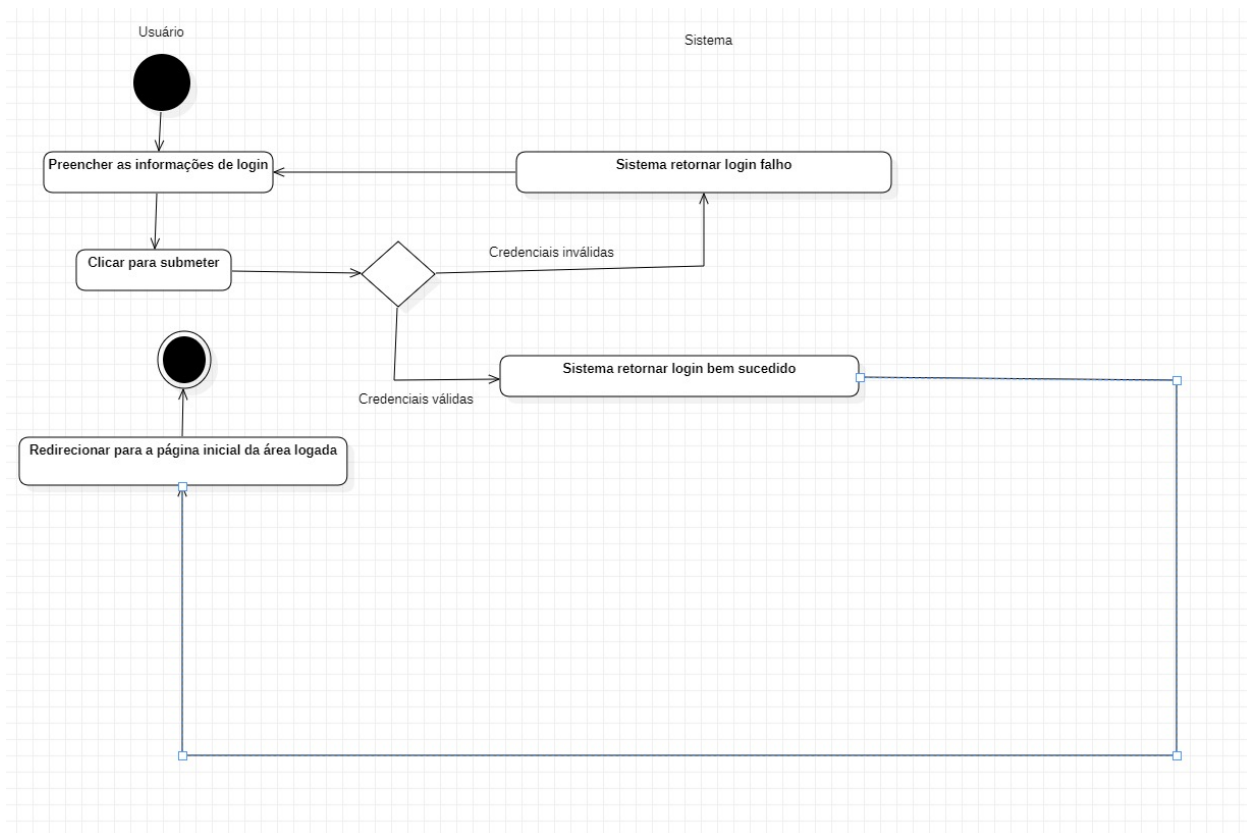 Usuário
Sistema
Preencher as informações de login
Sistema retornar login falho
Clicar para submeter
Credenciais inválidas
Sistema retornar login bem sucedido
Credenciais válidas
Redirecionar para a página inicial da área logada